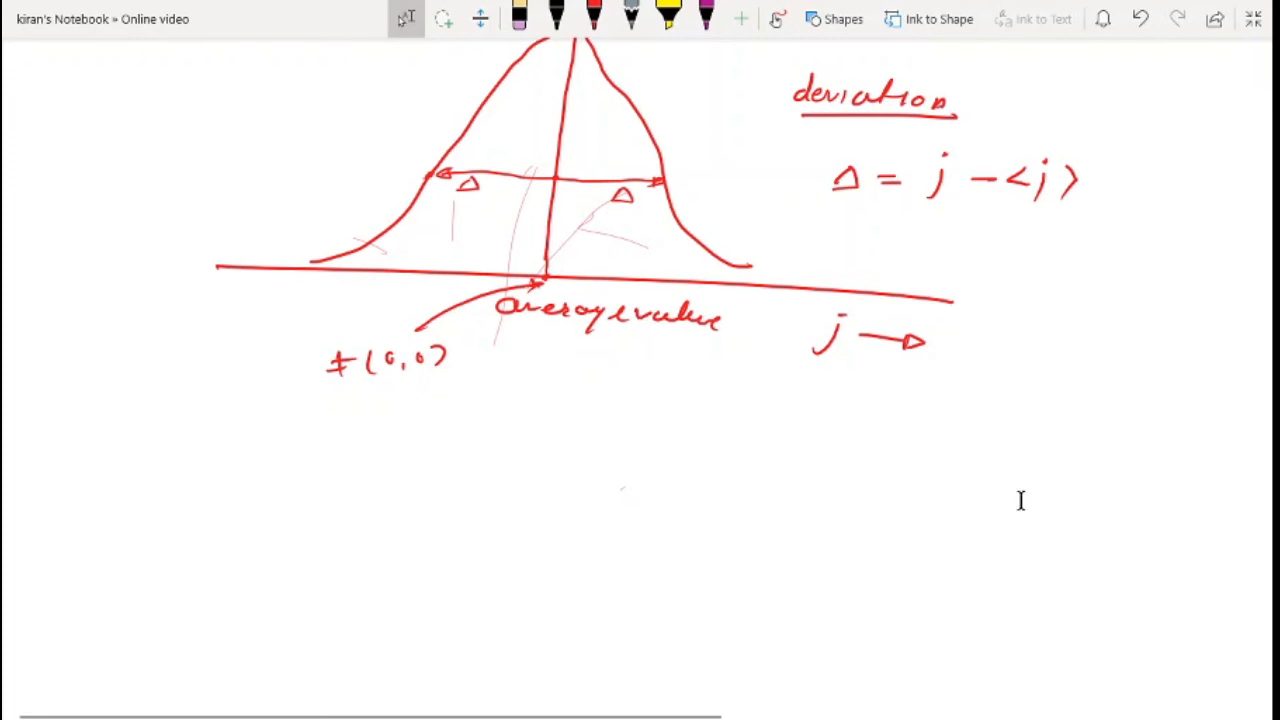 kiran's Notebook » Online video
Shapes
Ink to Shape
Ink to Text
deviation
Δ = j - <j>
Δ
Δ
average value
j →
≠ (0,0)